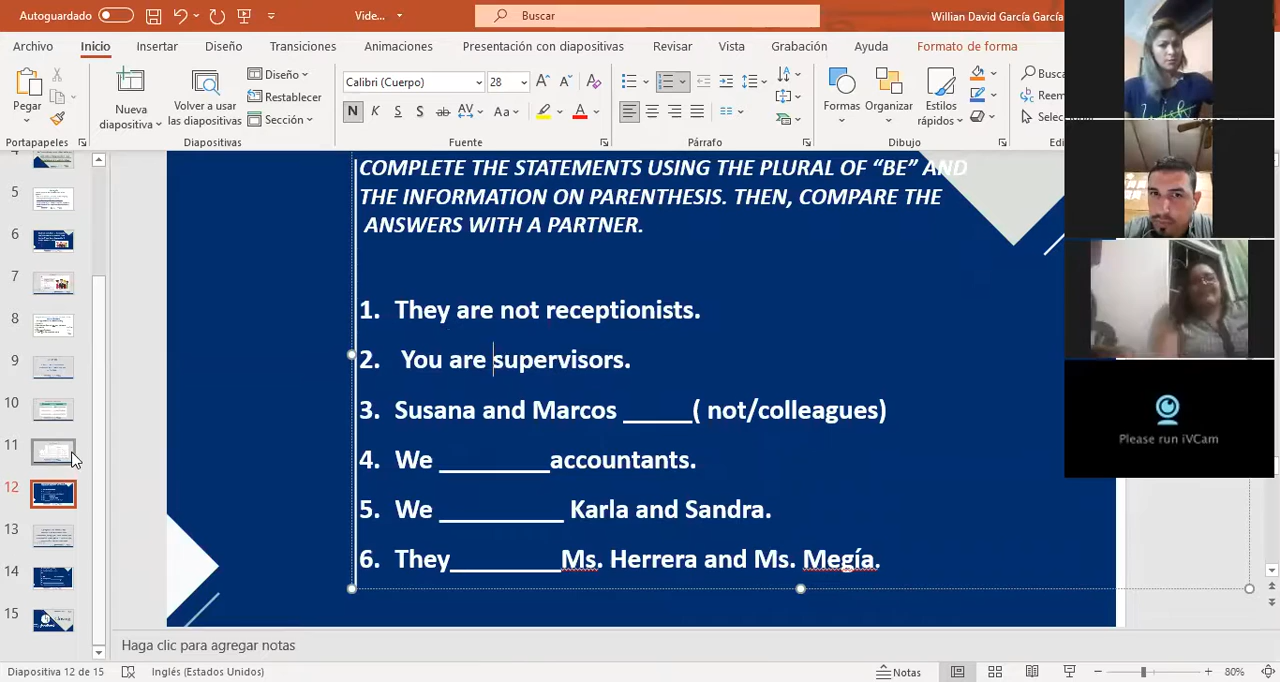 Autoguardado Vide... Buscar Willian David García García
Archivo Inicio Insertar Diseño Transiciones Animaciones Presentación con diapositivas Revisar Vista Grabación Ayuda Formato de forma
Pegar
Nueva diapositiva
Volver a usar las diapositivas
Diseño
Restablecer
Sección
Calibri (Cuerpo) 28
N K S S ab AV Aa
Formas Organizar Estilos rápidos
Portapapeles Diapositivas Fuente Párrafo Dibujo
COMPLETE THE STATEMENTS USING THE PLURAL OF “BE” AND
THE INFORMATION ON PARENTHESIS. THEN, COMPARE THE
ANSWERS WITH A PARTNER.
1. They are not receptionists.
2. You are supervisors.
3. Susana and Marcos _____( not/colleagues)
4. We ________accountants.
5. We _________ Karla and Sandra.
6. They________Ms. Herrera and Ms. Megía.
5
6
7
8
9
10
11
12
13
14
15
Please run iVCam
Haga clic para agregar notas
Diapositiva 12 de 15 Inglés (Estados Unidos) Notas 80%